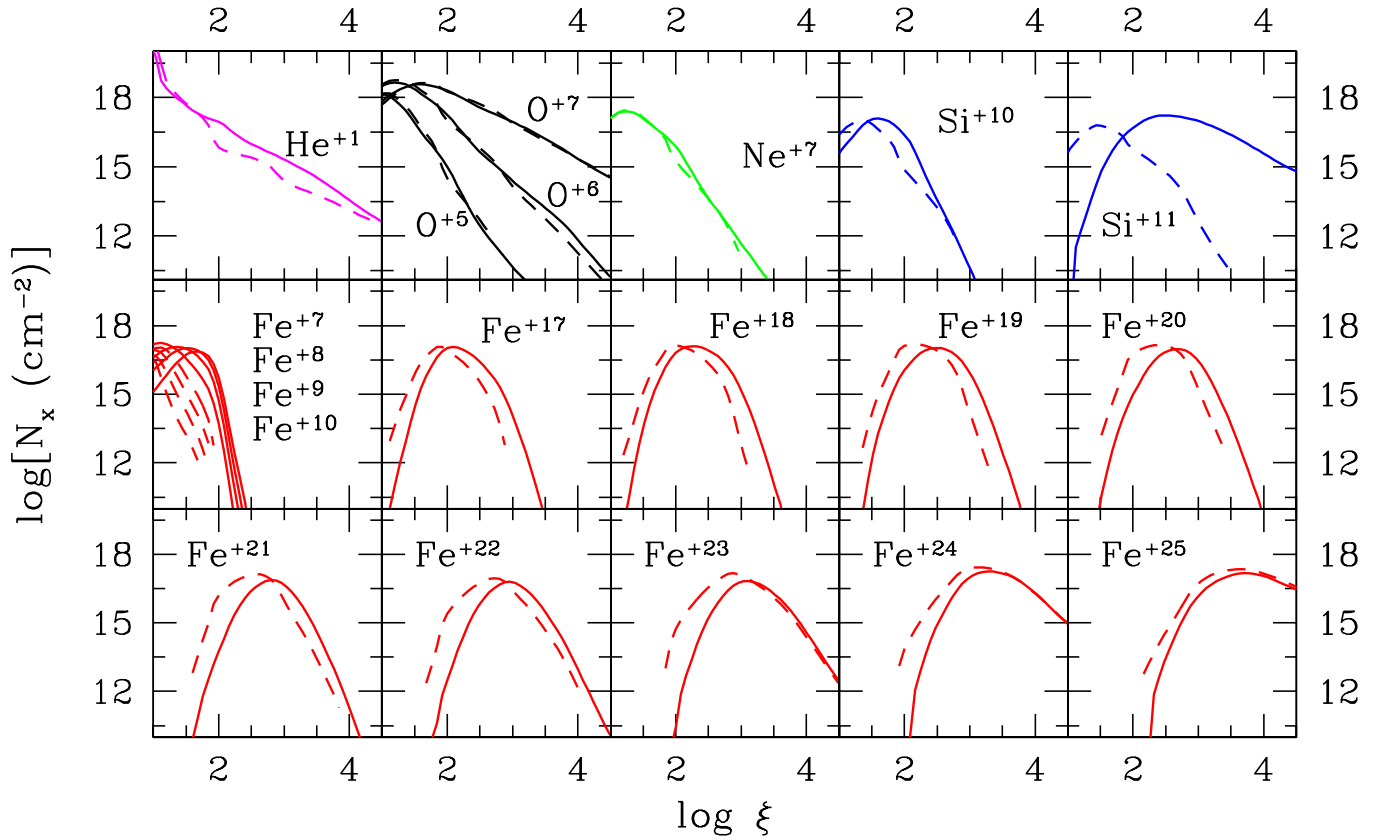 2 4 2 4 2 4 2 4 2 4
18 He⁺¹ O⁺⁷ Ne⁺⁷ Si⁺¹⁰ 18
15 O⁺⁶ 15
12 O⁺⁵ Si⁺¹¹ 12
log[Nₓ (cm⁻²)]
18 Fe⁺⁷ Fe⁺¹⁷ Fe⁺¹⁸ Fe⁺¹⁹ Fe⁺²⁰ 18
Fe⁺⁸
15 Fe⁺⁹ 15
Fe⁺¹⁰
12 12
18 Fe⁺²¹ Fe⁺²² Fe⁺²³ Fe⁺²⁴ Fe⁺²⁵ 18
15 15
12 12
2 4 2 4 2 4 2 4 2 4
log ξ